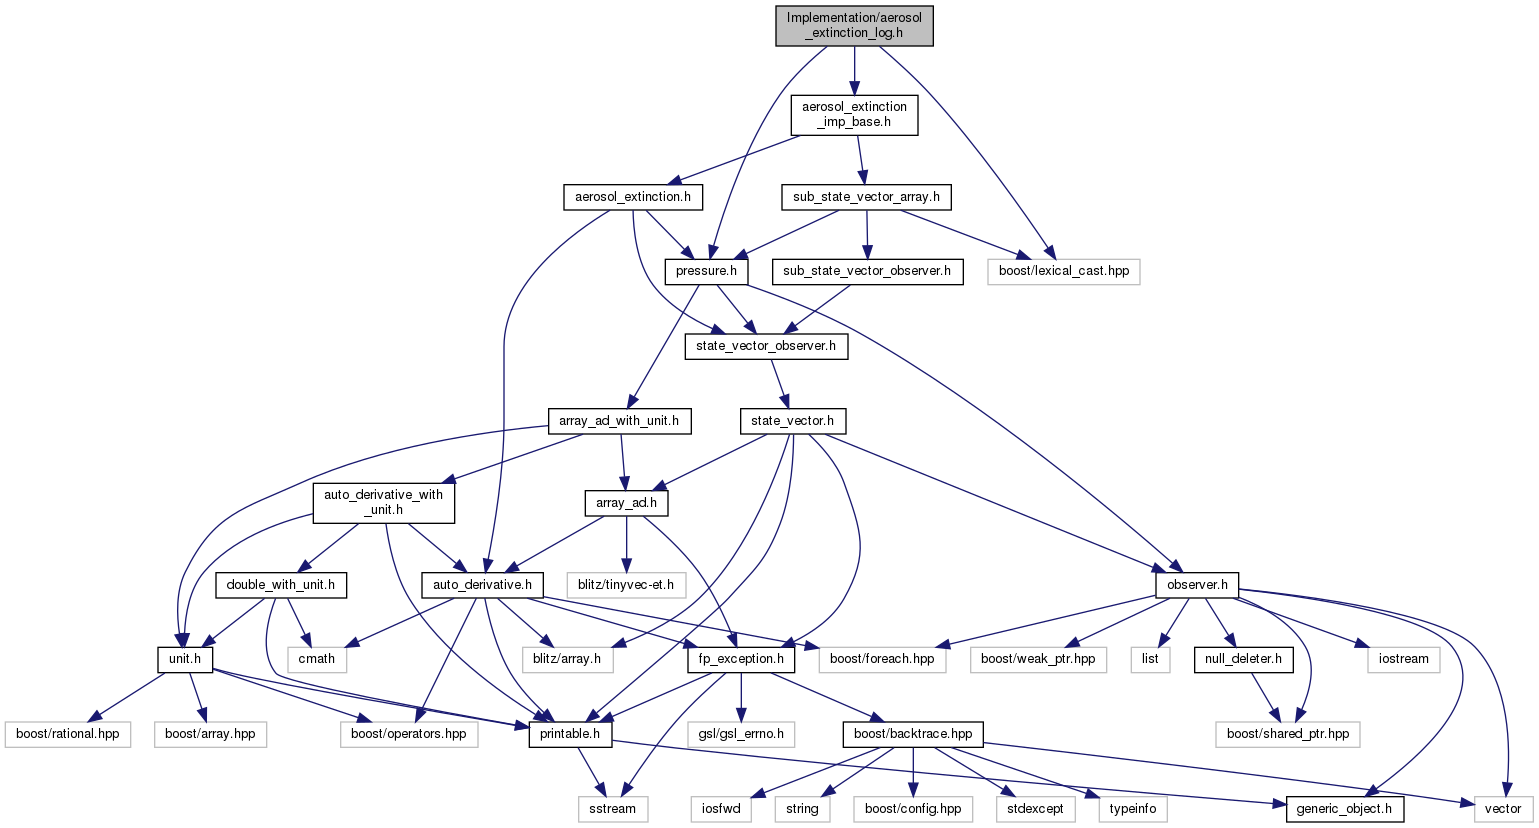 Implementation/aerosol
_extinction_log.h
aerosol_extinction
_imp_base.h
aerosol_extinction.h
sub_state_vector_array.h
pressure.h
sub_state_vector_observer.h
boost/lexical_cast.hpp
state_vector_observer.h
array_ad_with_unit.h
state_vector.h
auto_derivative_with
_unit.h
array_ad.h
double_with_unit.h
auto_derivative.h
blitz/tinyvec-et.h
observer.h
unit.h
cmath
blitz/array.h
fp_exception.h
boost/foreach.hpp
boost/weak_ptr.hpp
list
null_deleter.h
iostream
boost/rational.hpp
boost/array.hpp
boost/operators.hpp
printable.h
gsl/gsl_errno.h
boost/backtrace.hpp
boost/shared_ptr.hpp
sstream
iosfwd
string
boost/config.hpp
stdexcept
typeinfo
generic_object.h
vector